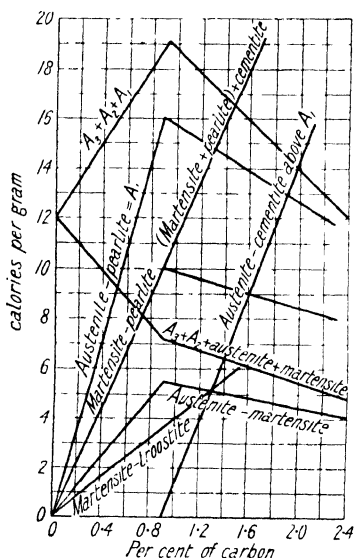 20
18
16
14
12
10
8
6
4
2
0
calories per gram
A₃+A₂+A₁
Austenite-pearlite=A₁
Martensite-pearlite (Martensite+pearlite)+cementite
Austenite-cementite above A₁
A₃+A₂+austenite+martensite
Austenite-martensite
Martensite-troostite
0 0·4 0·8 1·2 1·6 2·0 2·4
Per cent of carbon